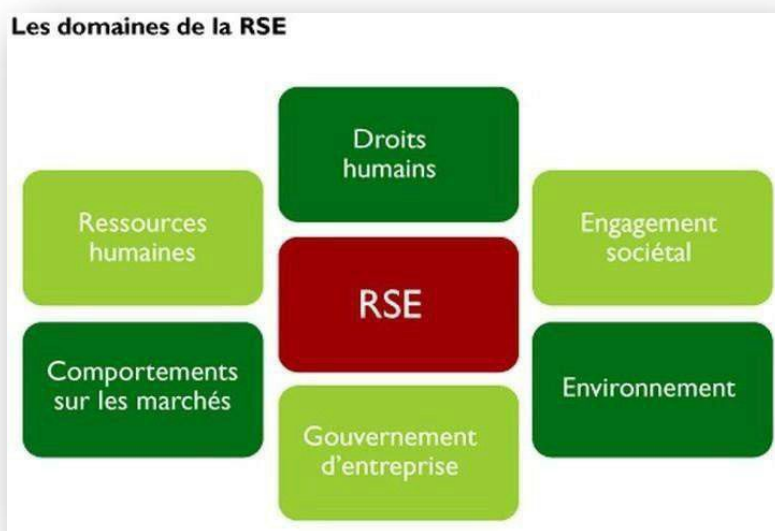 Les domaines de la RSE
Droits
humains
Ressources
humaines
Engagement
sociétal
RSE
Comportements
sur les marchés
Environnement
Gouvernement
d'entreprise